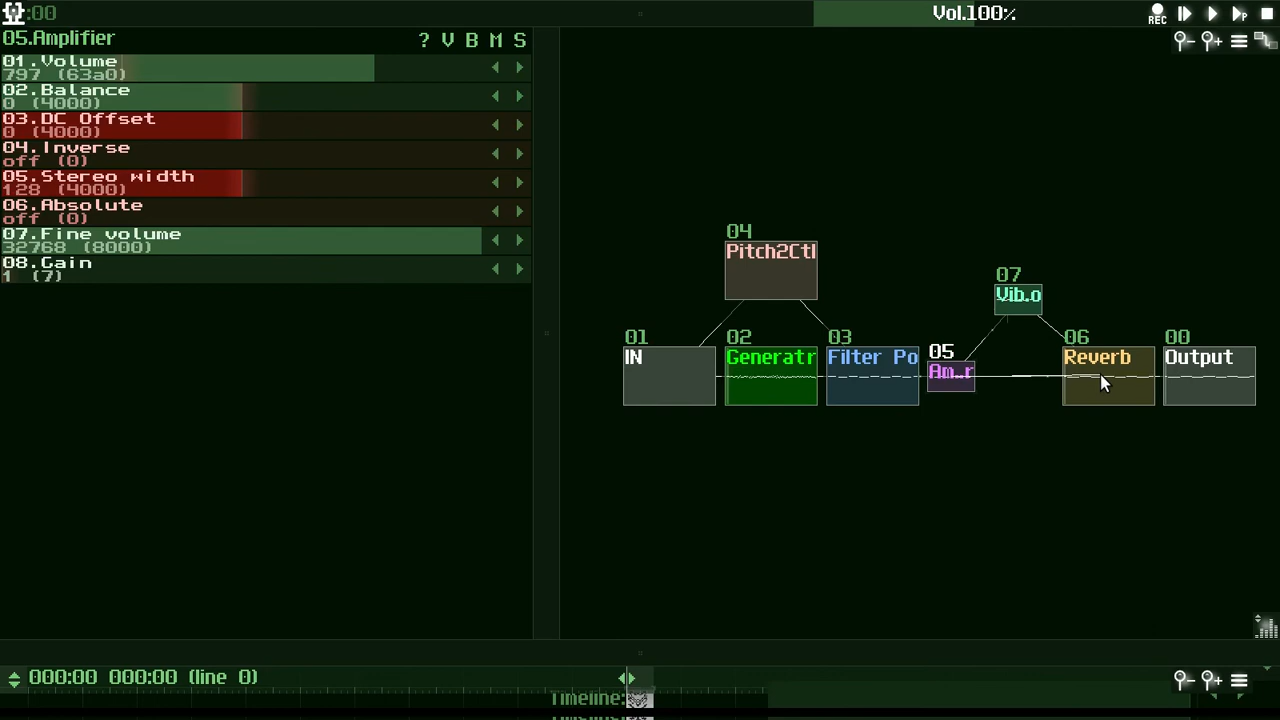 :00
Vol.100%
REC
P
05.Amplifier
? V B M S
01.Volume
797 (63a0)
02.Balance
0 (4000)
03.DC Offset
0 (4000)
04.Inverse
off (0)
05.Stereo width
128 (4000)
06.Absolute
off (0)
07.Fine volume
32768 (8000)
08.Gain
1 (7)
04
Pitch2Ctl
07
Vib.o
01
IN
02
Generatr
03
Filter Po
05
Am..r
06
Reverb
00
Output
000:00 000:00 (line 0)
Timeline:
Timeline: